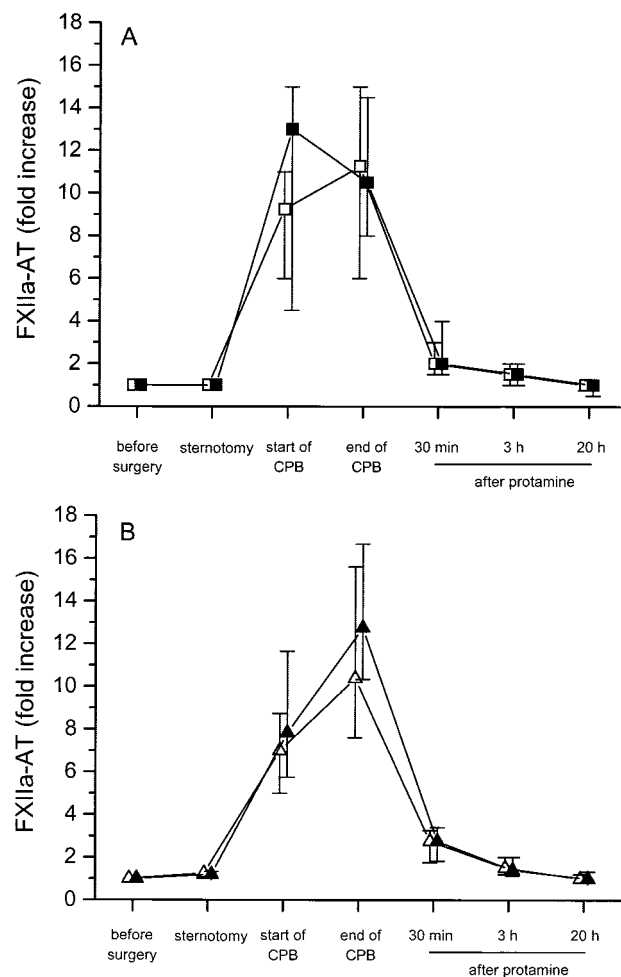 A
FXIIa-AT (fold increase)
18
16
14
12
10
8
6
4
2
0
before
surgery
sternotomy
start of
CPB
end of
CPB
30 min
3 h
20 h
after protamine
B
FXIIa-AT (fold increase)
18
16
14
12
10
8
6
4
2
0
before
surgery
sternotomy
start of
CPB
end of
CPB
30 min
3 h
20 h
after protamine